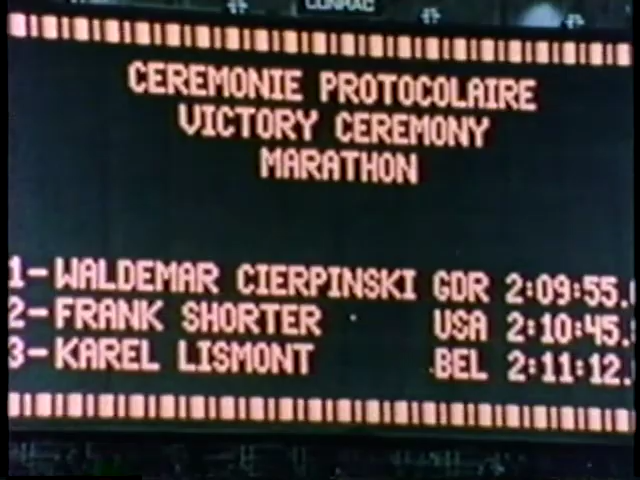 CONRAC
CEREMONIE PROTOCOLAIRE
VICTORY CEREMONY
MARATHON
1-WALDEMAR CIERPINSKI GDR 2:09:55.
2-FRANK SHORTER USA 2:10:45.
3-KAREL LISMONT BEL 2:11:12.